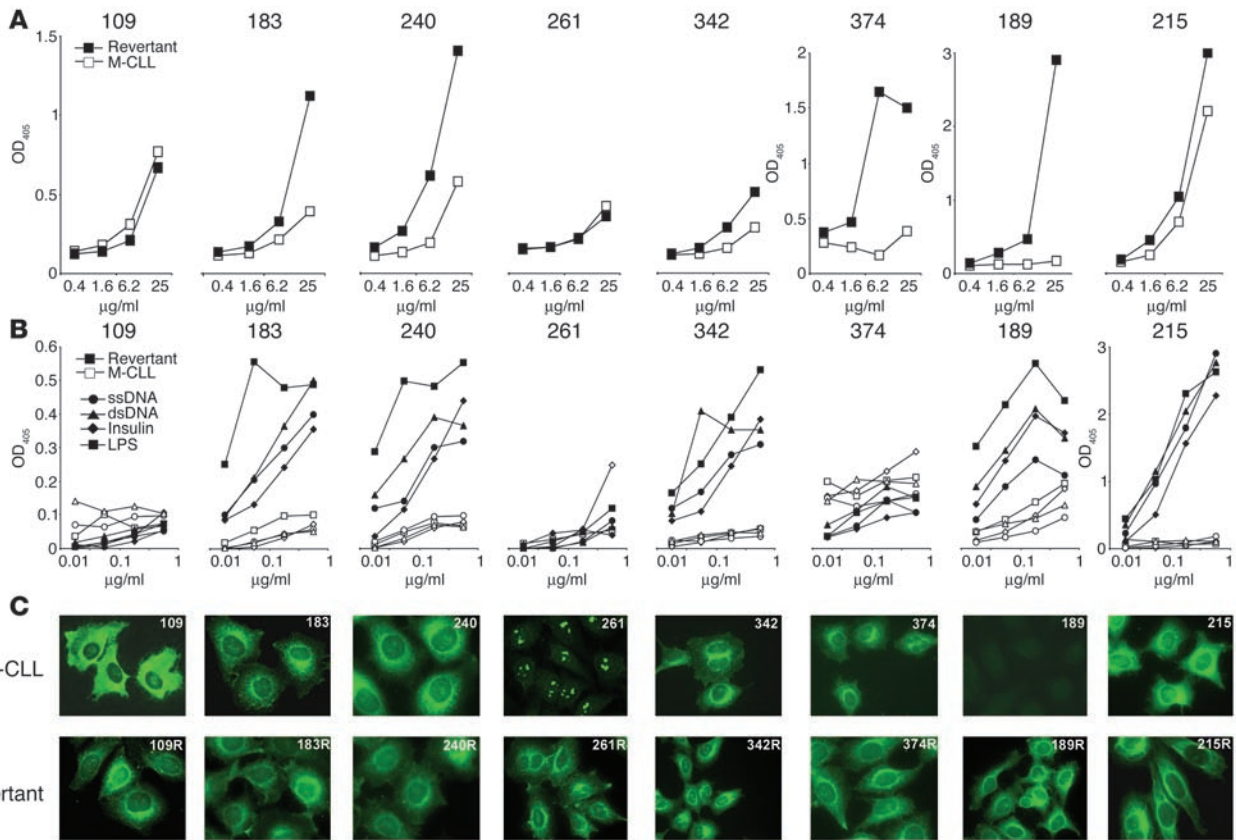 A
109 183 240 261 342 374 189 215
Revertant
M-CLL
OD405
1.5
1
0.5
0
OD405
2
1.5
1
0.5
0
OD405
3
2
1
0
0.4 1.6 6.2 25
0.4 1.6 6.2 25
0.4 1.6 6.2 25
0.4 1.6 6.2 25
0.4 1.6 6.2 25
0.4 1.6 6.2 25
0.4 1.6 6.2 25
0.4 1.6 6.2 25
µg/ml µg/ml µg/ml µg/ml µg/ml µg/ml µg/ml µg/ml
B
109 183 240 261 342 374 189 215
Revertant
M-CLL
ssDNA
dsDNA
Insulin
LPS
OD405
0.6
0.5
0.4
0.3
0.2
0.1
0
OD405
3
2
1
0
0.01 0.1 1
0.01 0.1 1
0.01 0.1 1
0.01 0.1 1
0.01 0.1 1
0.01 0.1 1
0.01 0.1 1
0.01 0.1 1
µg/ml µg/ml µg/ml µg/ml µg/ml µg/ml µg/ml µg/ml
C
-CLL
109 183 240 261 342 374 189 215
ertant
109R 183R 240R 261R 342R 374R 189R 215R